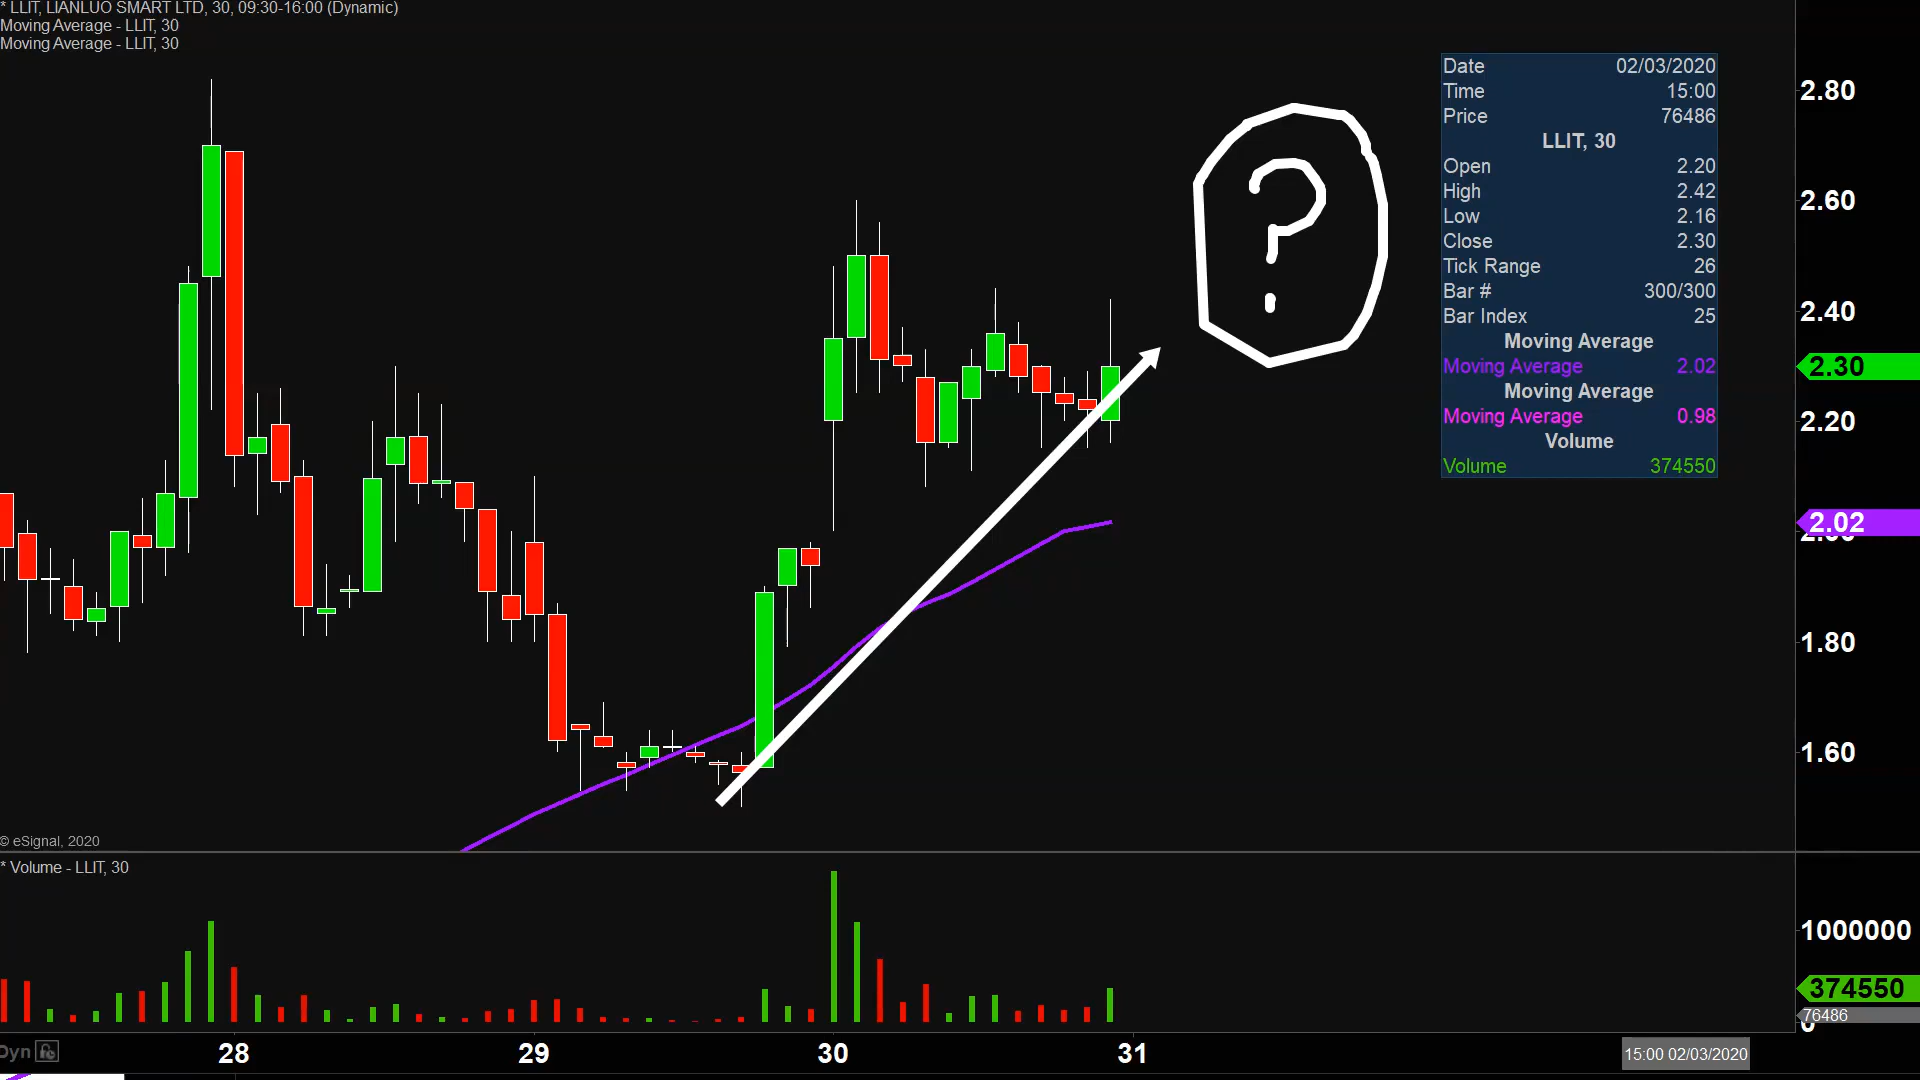 * LLIT, LIANLUO SMART LTD, 30, 09:30-16:00 (Dynamic)
Moving Average - LLIT, 30
Moving Average - LLIT, 30
Date 02/03/2020
Time 15:00
Price 76486
LLIT, 30
Open 2.20
High 2.42
Low 2.16
Close 2.30
Tick Range 26
Bar # 300/300
Bar Index 25
Moving Average
Moving Average 2.02
Moving Average
Moving Average 0.98
Volume
Volume 374550
?
2.80
2.60
2.40
2.30
2.20
2.02
1.80
1.60
© eSignal, 2020
* Volume - LLIT, 30
1000000
374550
76486
0
Dyn
28 29 30 31
15:00 02/03/2020